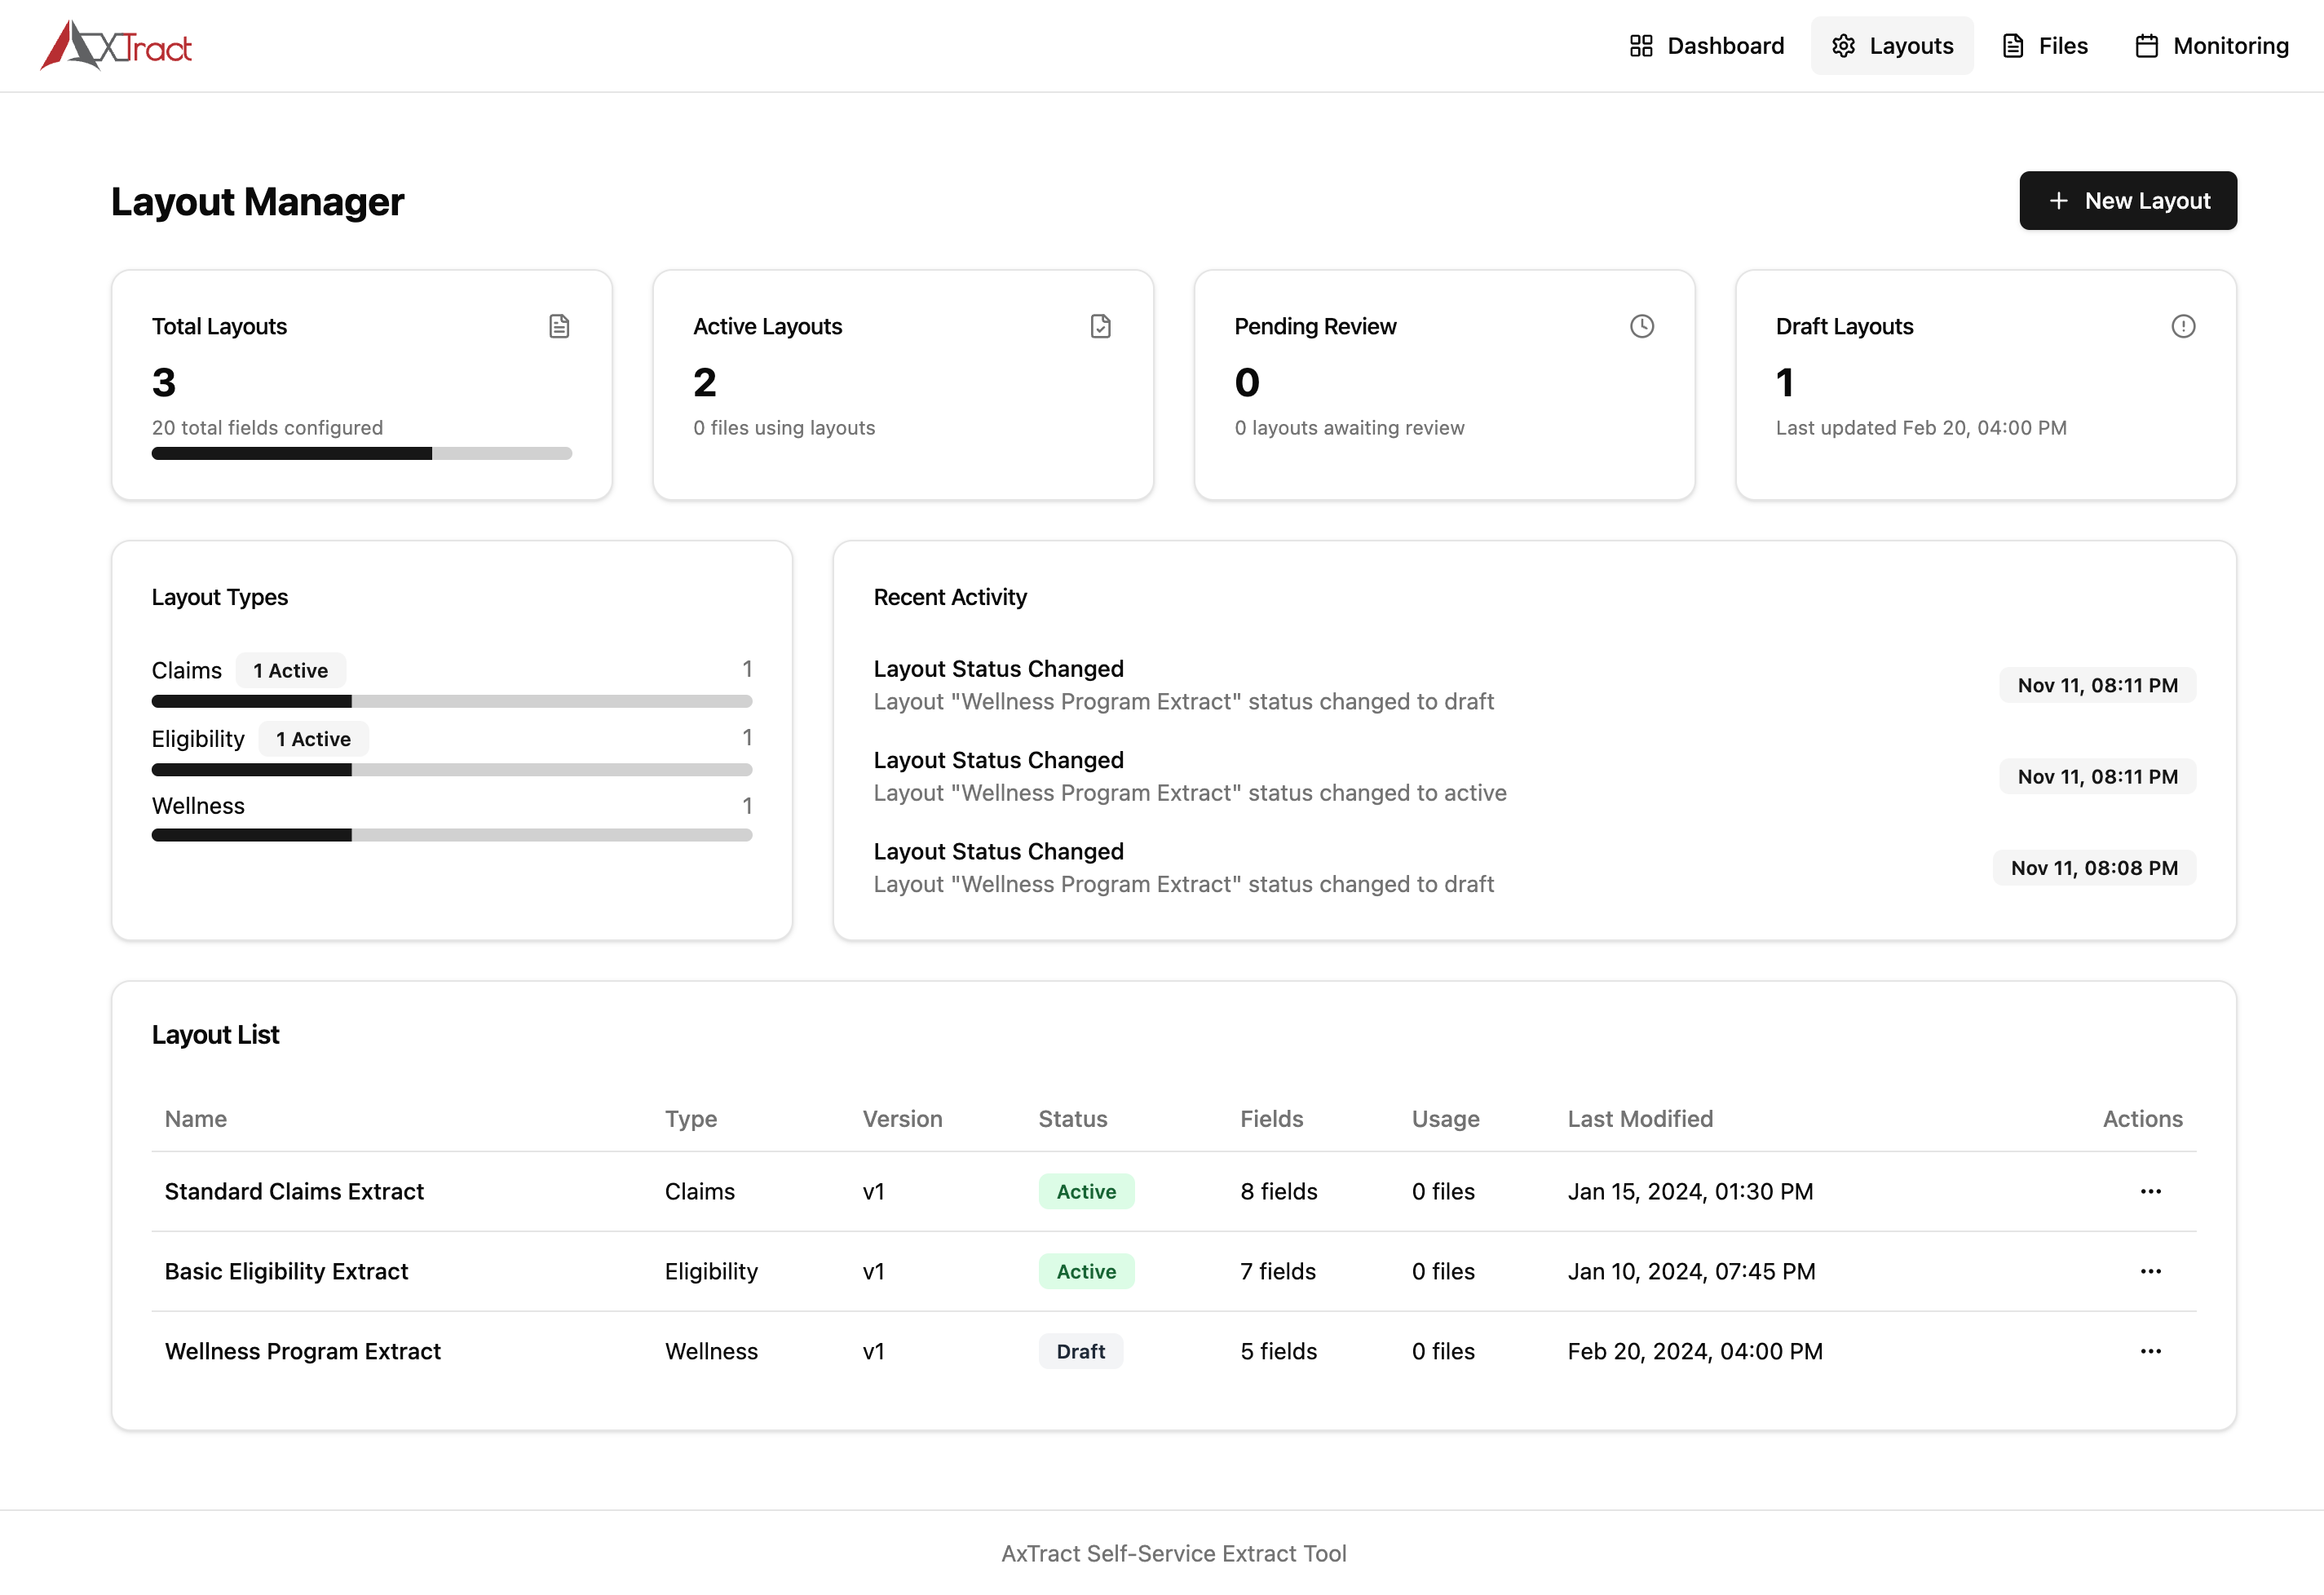 AxTract
Dashboard
Layouts
Files
Monitoring
Layout Manager
+ New Layout
Total Layouts
3
20 total fields configured
Active Layouts
2
0 files using layouts
Pending Review
0
0 layouts awaiting review
Draft Layouts
1
Last updated Feb 20, 04:00 PM
Layout Types
Claims 1 Active 1
Eligibility 1 Active 1
Wellness 1
Recent Activity
Layout Status Changed
Layout "Wellness Program Extract" status changed to draft
Nov 11, 08:11 PM
Layout Status Changed
Layout "Wellness Program Extract" status changed to active
Nov 11, 08:11 PM
Layout Status Changed
Layout "Wellness Program Extract" status changed to draft
Nov 11, 08:08 PM
Layout List
Name Type Version Status Fields Usage Last Modified Actions
Standard Claims Extract Claims v1 Active 8 fields 0 files Jan 15, 2024, 01:30 PM ...
Basic Eligibility Extract Eligibility v1 Active 7 fields 0 files Jan 10, 2024, 07:45 PM ...
Wellness Program Extract Wellness v1 Draft 5 fields 0 files Feb 20, 2024, 04:00 PM ...
AxTract Self-Service Extract Tool